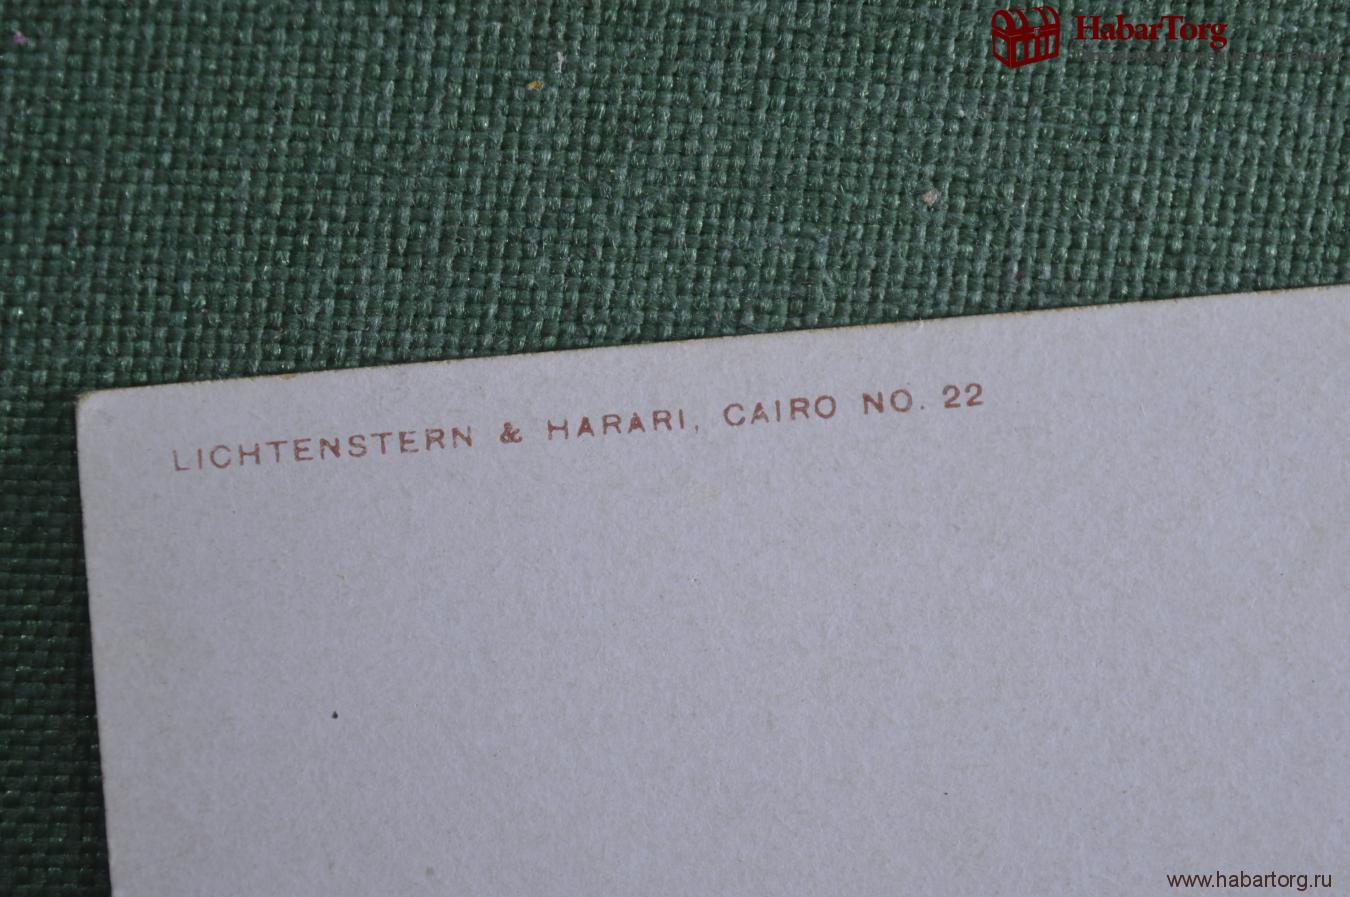 HabarTorg
LICHTENSTERN & HARARI, CAIRO NO. 22
www.habartorg.ru